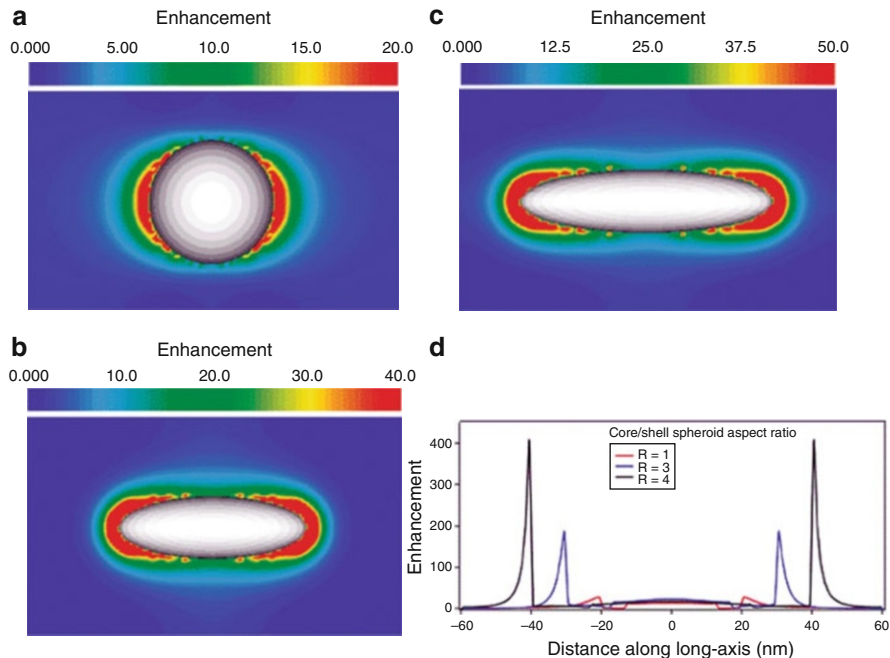 a
Enhancement
0.000 5.00 10.0 15.0 20.0
c
Enhancement
0.000 12.5 25.0 37.5 50.0
b
Enhancement
0.000 10.0 20.0 30.0 40.0
d
Core/shell spheroid aspect ratio
R = 1
R = 3
R = 4
Enhancement
400
300
200
100
0
−60 −40 −20 0 20 40 60
Distance along long-axis (nm)